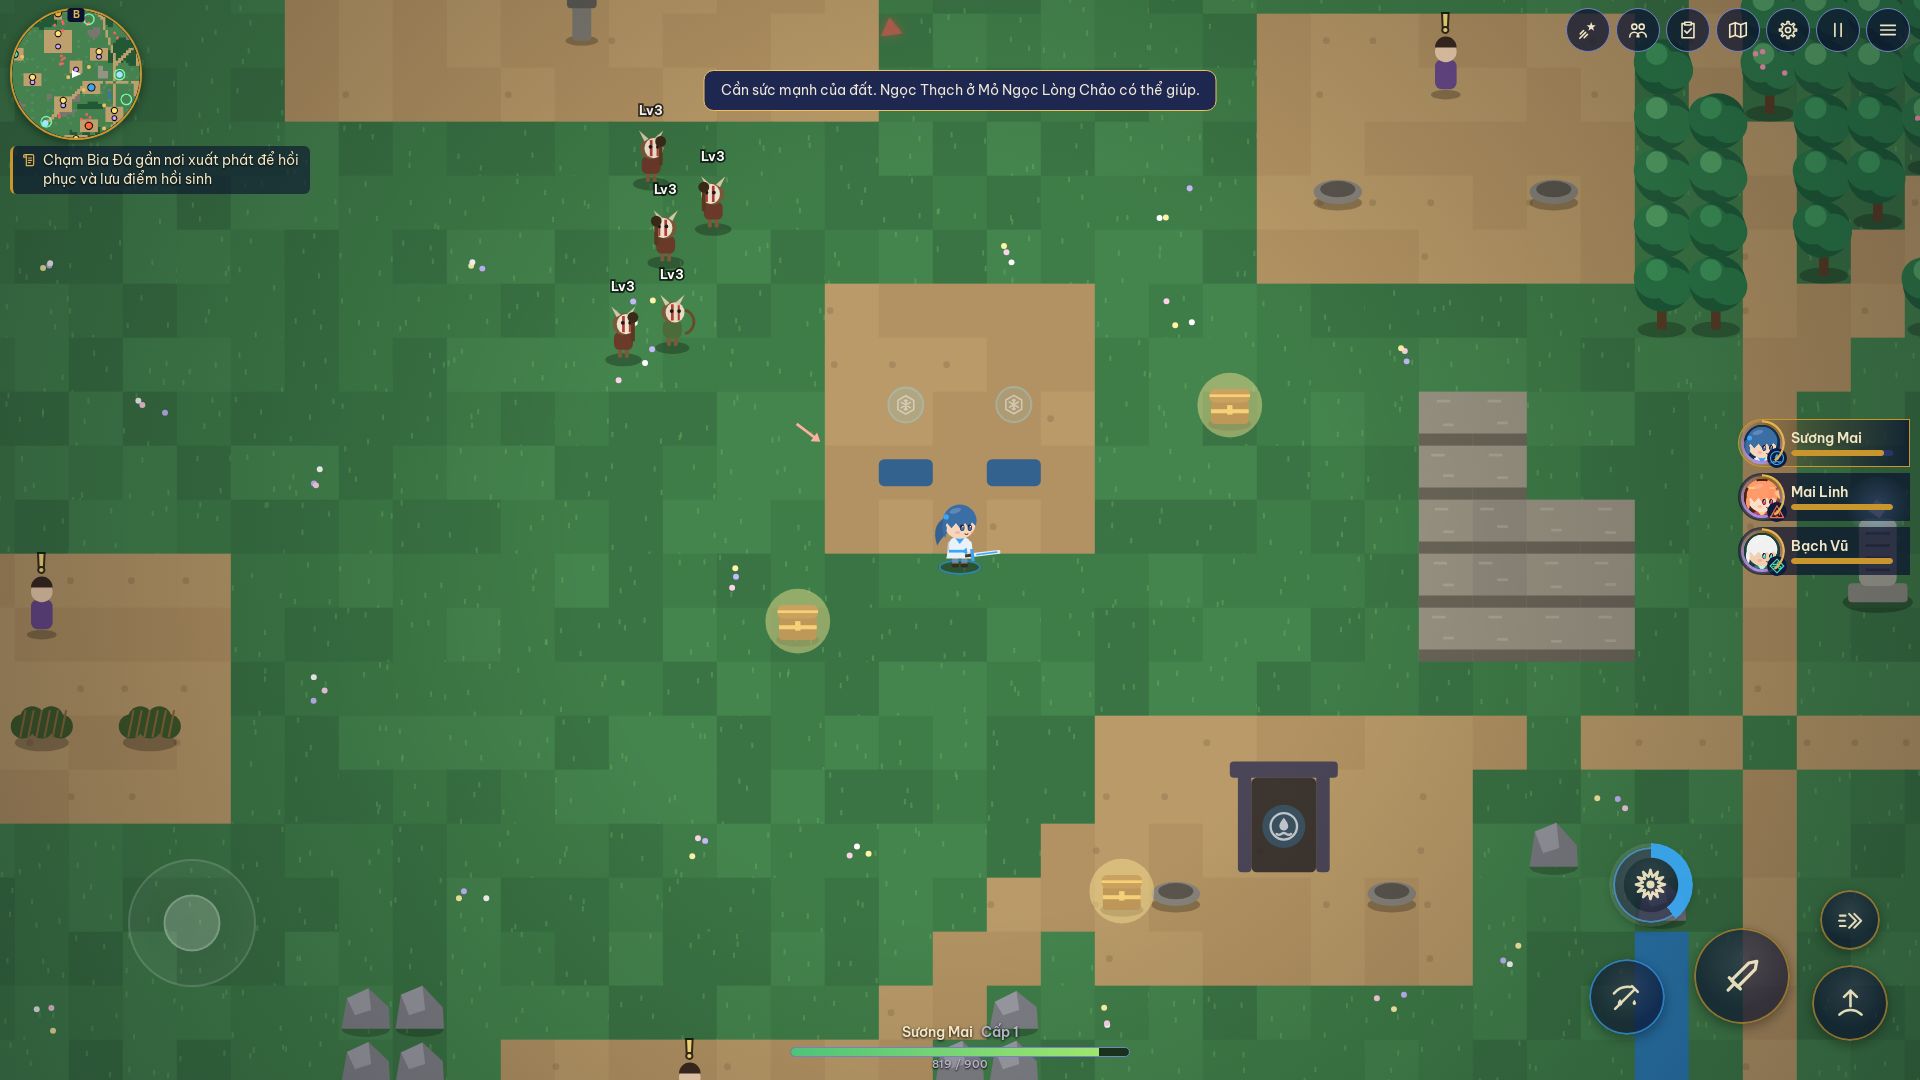 B
Cần sức mạnh của đất. Ngọc Thạch ở Mỏ Ngọc Lòng Chảo có thể giúp.
Chạm Bia Đá gần nơi xuất phát để hồi
phục và lưu điểm hồi sinh
Lv3
Lv3
Lv3
Lv3
Lv3
Sương Mai
Mai Linh
Bạch Vũ
Sương Mai Cấp 1
819 / 900